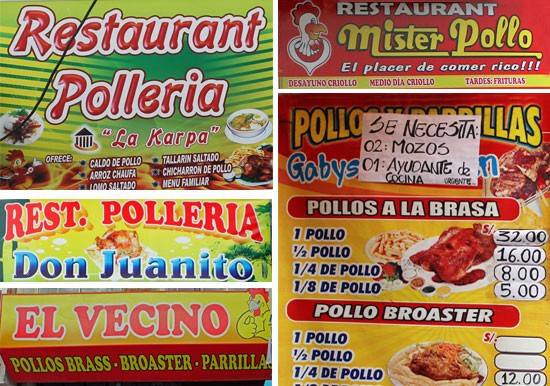 Restaurant
Polleria
"La Karpa"
OFRECE:
CALDO DE POLLO
ARROZ CHAUFA
LOMO SALTADO
TALLARIN SALTADO
CHICHARRON DE POLLO
MENU FAMILIAR
REST. POLLERIA
Don Juanito
EL VECINO
POLLOS BRASS - BROASTER - PARRILLA
RESTAURANT
Mister Pollo
El placer de comer rico!!!
DESAYUNO CRIOLLO MEDIO DIA CRIOLLO TARDES: FRITURAS
POLLOS Y PARRILLAS
Gabys
SE NECESITA:
02: MOZOS
01: AYUDANTE de
COCINA URGENTE
POLLOS A LA BRASA
S/.
1 POLLO 32.00
1/2 POLLO 16.00
1/4 DE POLLO 8.00
1/8 DE POLLO 5.00
POLLO BROASTER
1 POLLO S/.
1/2 POLLO
1/4 DE POLLO 12.00